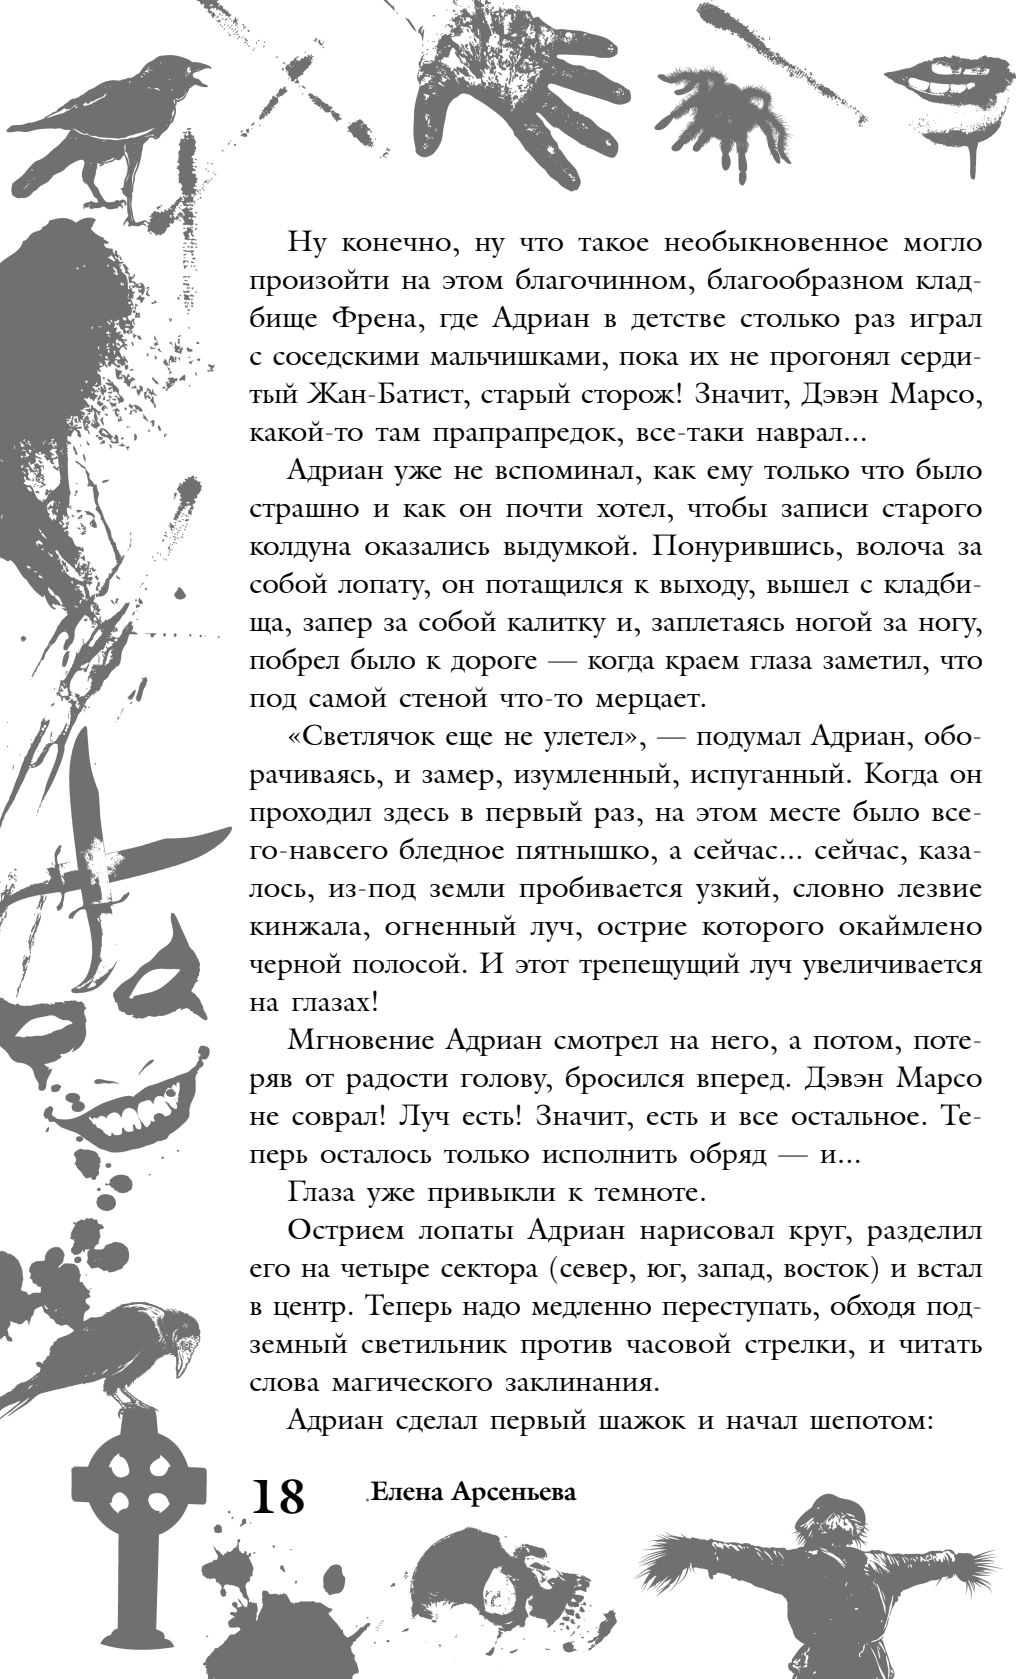 Ну конечно, ну что такое необыкновенное могло
произойти на этом благочинном, благообразном клад-
бище Френа, где Адриан в детстве столько раз играл
с соседскими мальчишками, пока их не прогонял серди-
тый Жан-Батист, старый сторож! Значит, Дэвэн Марсо,
какой-то там прапрапредок, все-таки наврал...
Адриан уже не вспоминал, как ему только что было
страшно и как он почти хотел, чтобы записи старого
колдуна оказались выдумкой. Понурившись, волоча за
собой лопату, он потащился к выходу, вышел с кладби-
ща, запер за собой калитку и, заплетаясь ногой за ногу,
побрел было к дороге — когда краем глаза заметил, что
под самой стеной что-то мерцает.
«Светлячок еще не улетел», — подумал Адриан, обо-
рачиваясь, и замер, изумленный, испуганный. Когда он
проходил здесь в первый раз, на этом месте было все-
го-навсего бледное пятнышко, а сейчас... сейчас, каза-
лось, из-под земли пробивается узкий, словно лезвие
кинжала, огненный луч, острие которого окаймлено
черной полосой. И этот трепещущий луч увеличивается
на глазах!
Мгновение Адриан смотрел на него, а потом, поте-
ряв от радости голову, бросился вперед. Дэвэн Марсо
не соврал! Луч есть! Значит, есть и все остальное. Те-
перь осталось только исполнить обряд — и...
Глаза уже привыкли к темноте.
Острием лопаты Адриан нарисовал круг, разделил
его на четыре сектора (север, юг, запад, восток) и встал
в центр. Теперь надо медленно переступать, обходя под-
земный светильник против часовой стрелки, и читать
слова магического заклинания.
Адриан сделал первый шажок и начал шепотом:
18 Елена Арсеньева